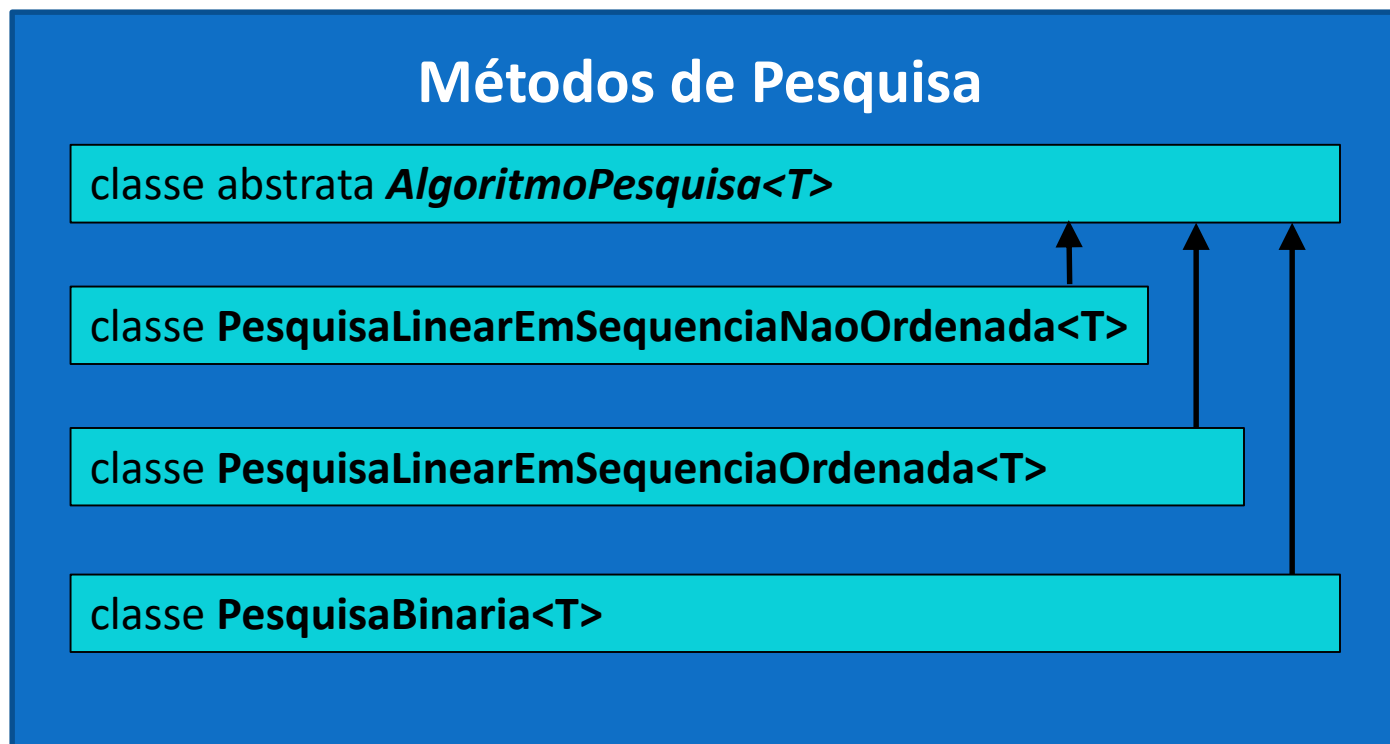 Métodos de Pesquisa
classe abstrata AlgoritmoPesquisa<T>
classe PesquisaLinearEmSequenciaNaoOrdenada<T>
classe PesquisaLinearEmSequenciaOrdenada<T>
classe PesquisaBinaria<T>